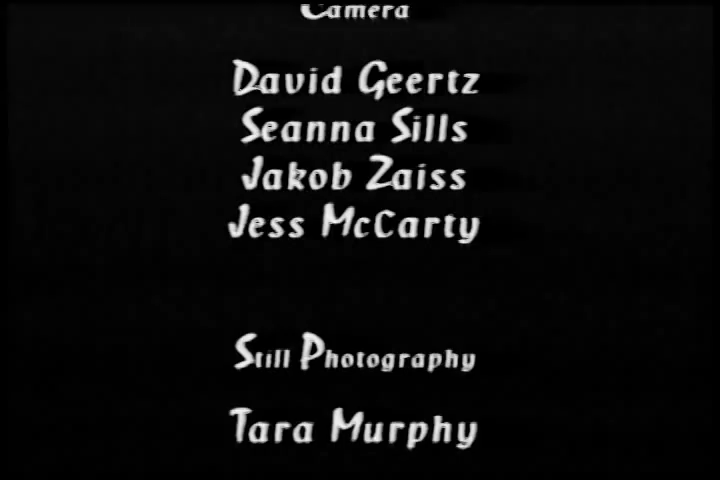 Camera
David Geertz
Seanna Sills
Jakob Zaiss
Jess McCarty
Still Photography
Tara Murphy